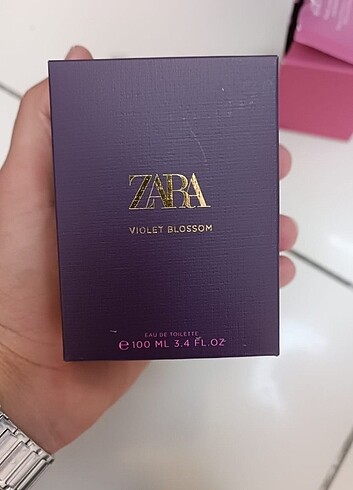 ZARA
VIOLET BLOSSOM
EAU DE TOILETTE
℮ 100 ML 3.4 FL.OZ